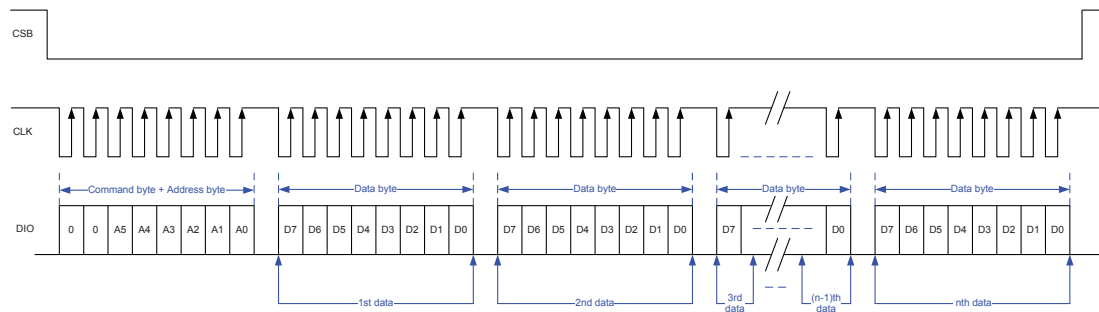 CSB
CLK
Command byte + Address byte
Data byte
Data byte
Data byte
Data byte
DIO
0 0 A5 A4 A3 A2 A1 A0
D7 D6 D5 D4 D3 D2 D1 D0
D7 D6 D5 D4 D3 D2 D1 D0
D7
D0
D7 D6 D5 D4 D3 D2 D1 D0
1st data
2nd data
3rd
data
(n-1)th
data
nth data